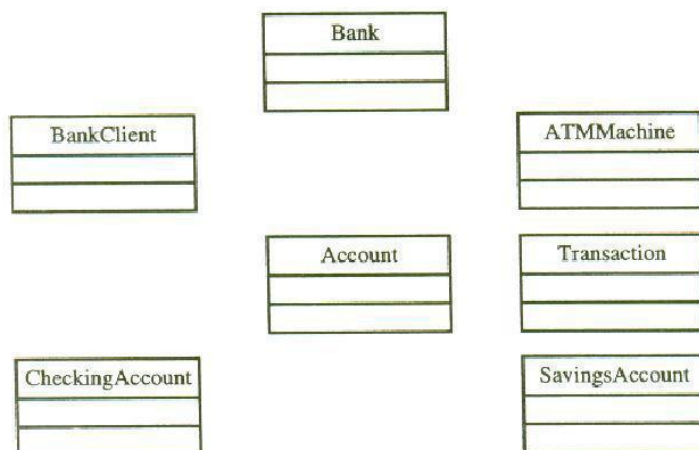 Bank
BankClient
ATMMachine
Account
Transaction
CheckingAccount
SavingsAccount